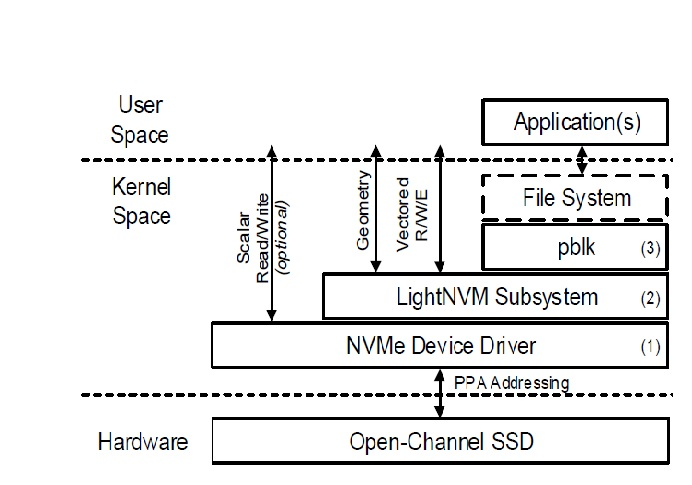 User
Space
Application(s)
Kernel
Space
Scalar
Read/Write
(optional)
Geometry
Vectored
R/W/E
File System
pblk (3)
LightNVM Subsystem (2)
NVMe Device Driver (1)
PPA Addressing
Hardware
Open-Channel SSD